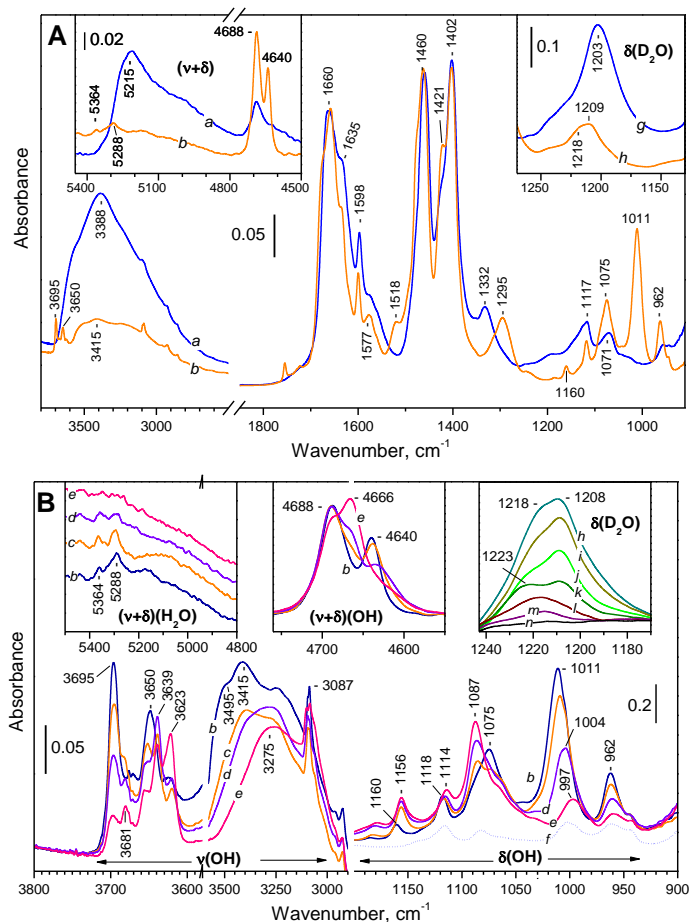 A
0.02
(ν+δ)
4688
4640
5215
5364
5288
a
b
5400 5100 4800 4500
1660
1635
1598
1577
1518
1460
1421
1402
1332
1295
0.1
δ(D₂O)
1203
1209
1218
g
h
1250 1200 1150
0.05
3388
3695
3650
3415
a
b
1117
1075
1071
1011
962
1160
Absorbance
3500 3000 1800 1600 1400 1200 1000
Wavenumber, cm⁻¹
B
e
d
c
b
5364
5288
(ν+δ)(H₂O)
5400 5200 5000 4800
4688
4666
4640
e
b
(ν+δ)(OH)
4700 4600
1218
1208
δ(D₂O)
1223
h
i
j
k
l
m
n
1240 1220 1200 1170
3695
3650
3639
3623
3495
3415
3275
3087
0.05
3681
b
c
d
e
ν(OH)
0.2
1160
1156
1118
1114
1087
1075
1011
1004
997
962
b
d
e
f
δ(OH)
Absorbance
3800 3700 3600 3500 3000 1150 1100 1050 1000 950 900
Wavenumber, cm⁻¹